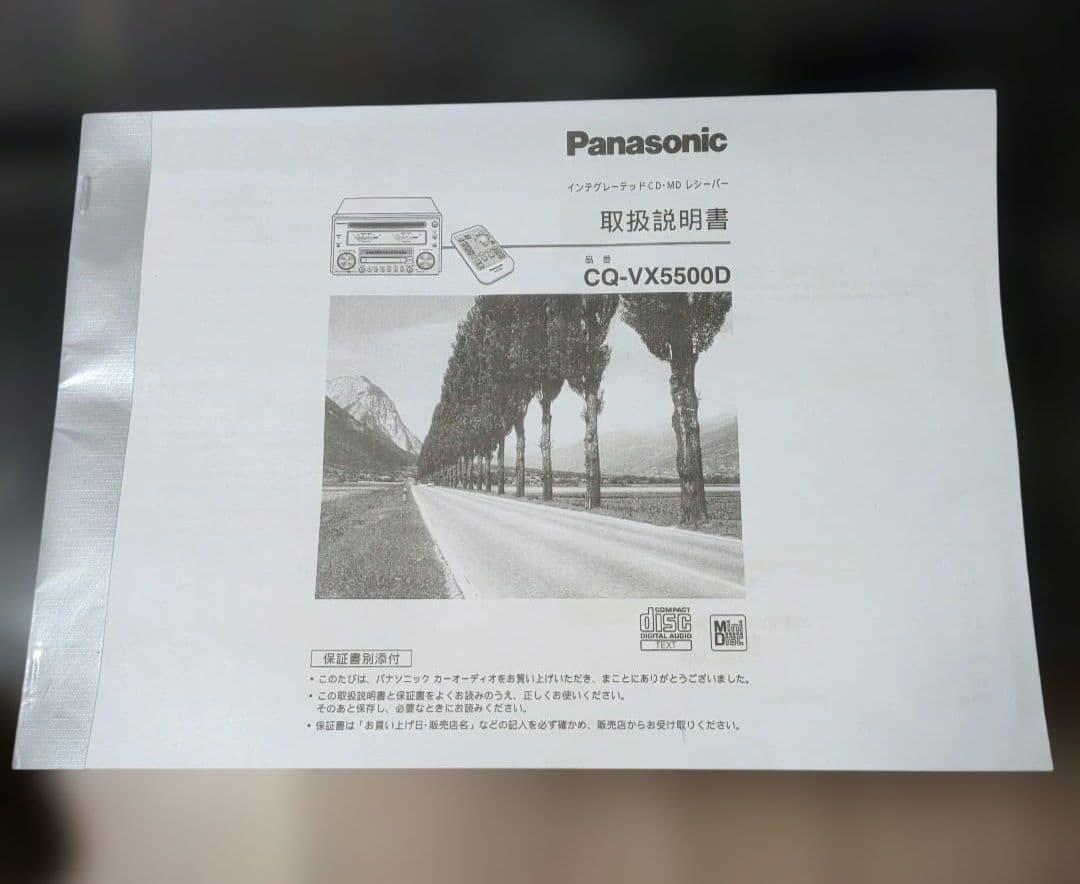 Panasonic
インテグレーテッドCD･MD レシーバー
取扱説明書
品 番
CQ-VX5500D
Panasonic
COMPACT
disc
DIGITAL AUDIO
TEXT
Mini
Disc
保証書別添付
• このたびは、パナソニック カーオーディオをお買い上げいただき、まことにありがとうございました。
• この取扱説明書と保証書をよくお読みのうえ、正しくお使いください。
そのあと保存し、必要なときにお読みください。
• 保証書は「お買い上げ日･販売店名」などの記入を必ず確かめ、販売店からお受け取りください。